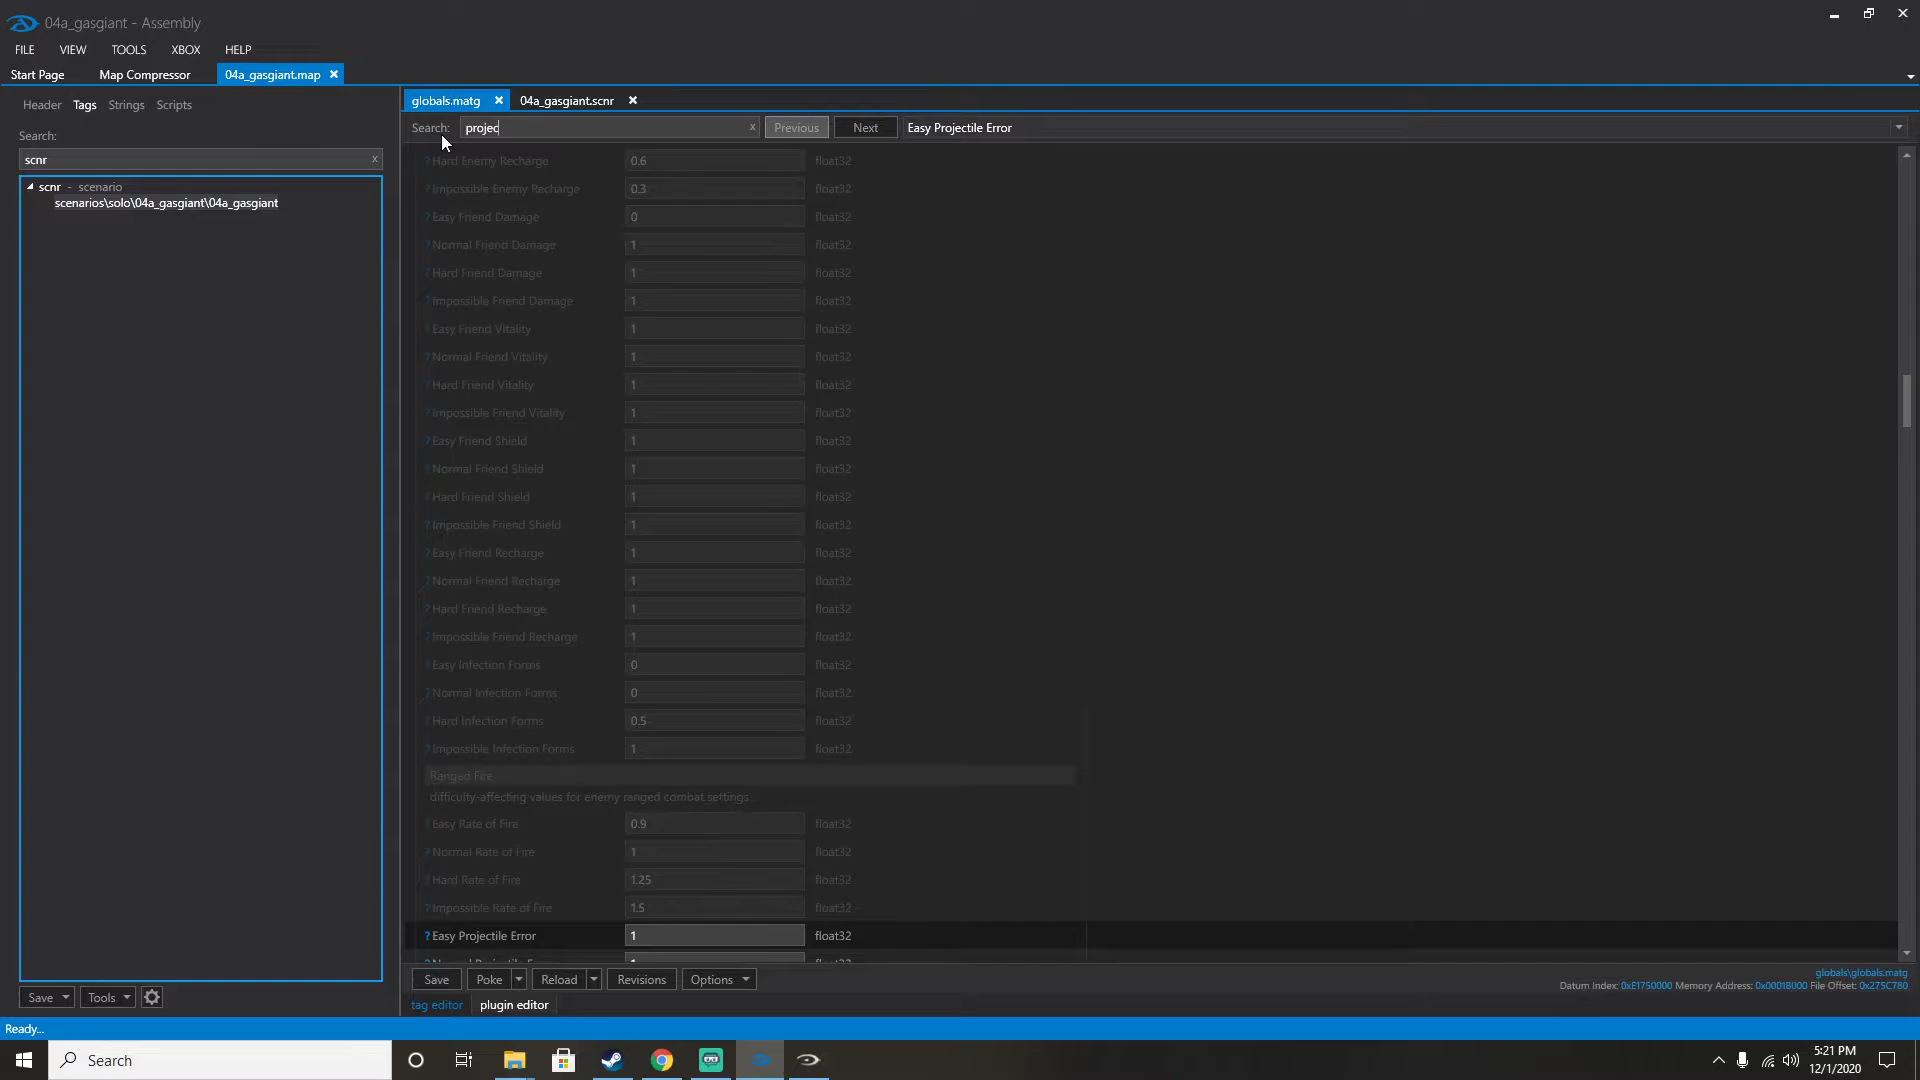 04a_gasgiant - Assembly
FILE VIEW TOOLS XBOX HELP
Start Page Map Compressor 04a_gasgiant.map
Header Tags Strings Scripts
Search:
scnr x
scnr - scenario
scenarios\solo\04a_gasgiant\04a_gasgiant
globals.matg 04a_gasgiant.scnr
Search: projec x Previous Next Easy Projectile Error
? Hard Enemy Recharge 0.6 float32
? Impossible Enemy Recharge 0.3 float32
? Easy Friend Damage 0 float32
? Normal Friend Damage 1 float32
? Hard Friend Damage 1 float32
? Impossible Friend Damage 1 float32
? Easy Friend Vitality 1 float32
? Normal Friend Vitality 1 float32
? Hard Friend Vitality 1 float32
? Impossible Friend Vitality 1 float32
? Easy Friend Shield 1 float32
? Normal Friend Shield 1 float32
? Hard Friend Shield 1 float32
? Impossible Friend Shield 1 float32
? Easy Friend Recharge 1 float32
? Normal Friend Recharge 1 float32
? Hard Friend Recharge 1 float32
? Impossible Friend Recharge 1 float32
? Easy Infection Forms 0 float32
? Normal Infection Forms 0 float32
? Hard Infection Forms 0.5 float32
? Impossible Infection Forms 1 float32
Ranged Fire
difficulty-affecting values for enemy ranged combat settings
? Easy Rate of Fire 0.9 float32
? Normal Rate of Fire 1 float32
? Hard Rate of Fire 1.25 float32
? Impossible Rate of Fire 1.5 float32
? Easy Projectile Error 1 float32
Save Poke Reload Revisions Options
globals\globals.matg
Datum Index: 0xE1750000 Memory Address: 0x00018000 File Offset: 0x275C780
Save Tools
tag editor plugin editor
Ready...
Search
5:21 PM
12/1/2020